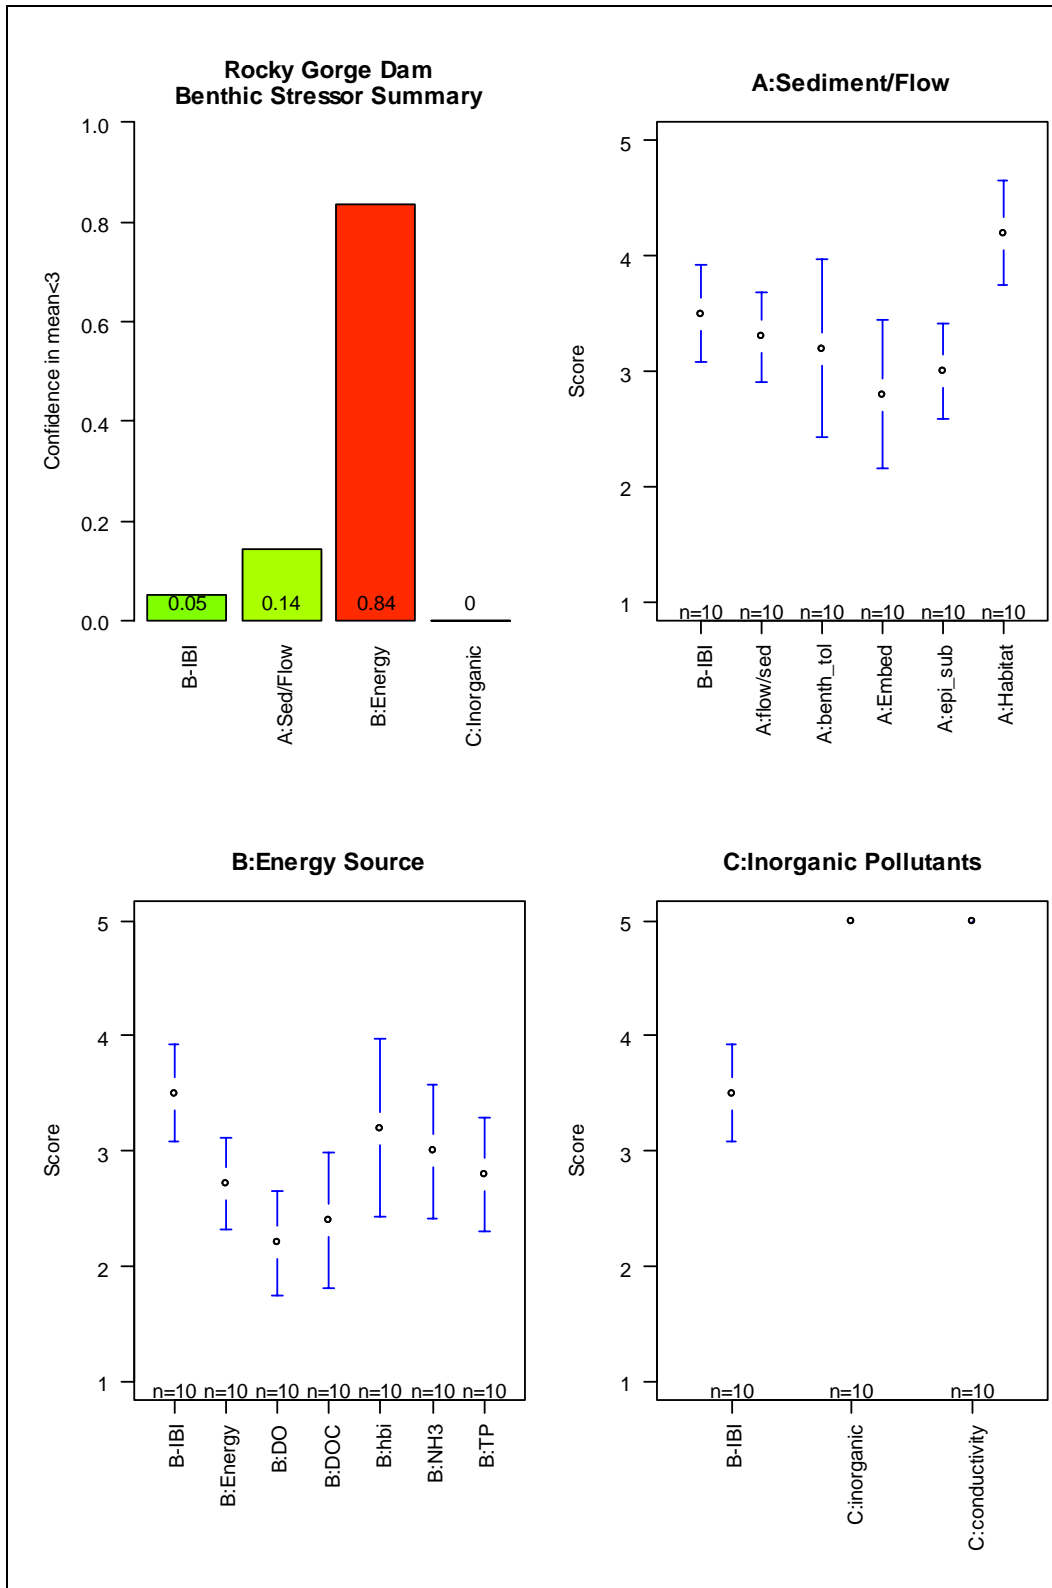 Rocky Gorge Dam
Benthic Stressor Summary
Confidence in mean<3
1.0
0.8
0.6
0.4
0.2
0.0
0.05
0.14
0.84
0
B-IBI
A:Sed/Flow
B:Energy
C:Inorganic
A:Sediment/Flow
Score
5
4
3
2
1
n=10 n=10 n=10 n=10 n=10 n=10
B-IBI
A:flow/sed
A:benth_tol
A:Embed
A:epi_sub
A:Habitat
B:Energy Source
Score
5
4
3
2
1
n=10 n=10 n=10 n=10 n=10 n=10 n=10
B-IBI
B:Energy
B:DO
B:DOC
B:hbi
B:NH3
B:TP
C:Inorganic Pollutants
Score
5
4
3
2
1
n=10 n=10 n=10
B-IBI
C:inorganic
C:conductivity